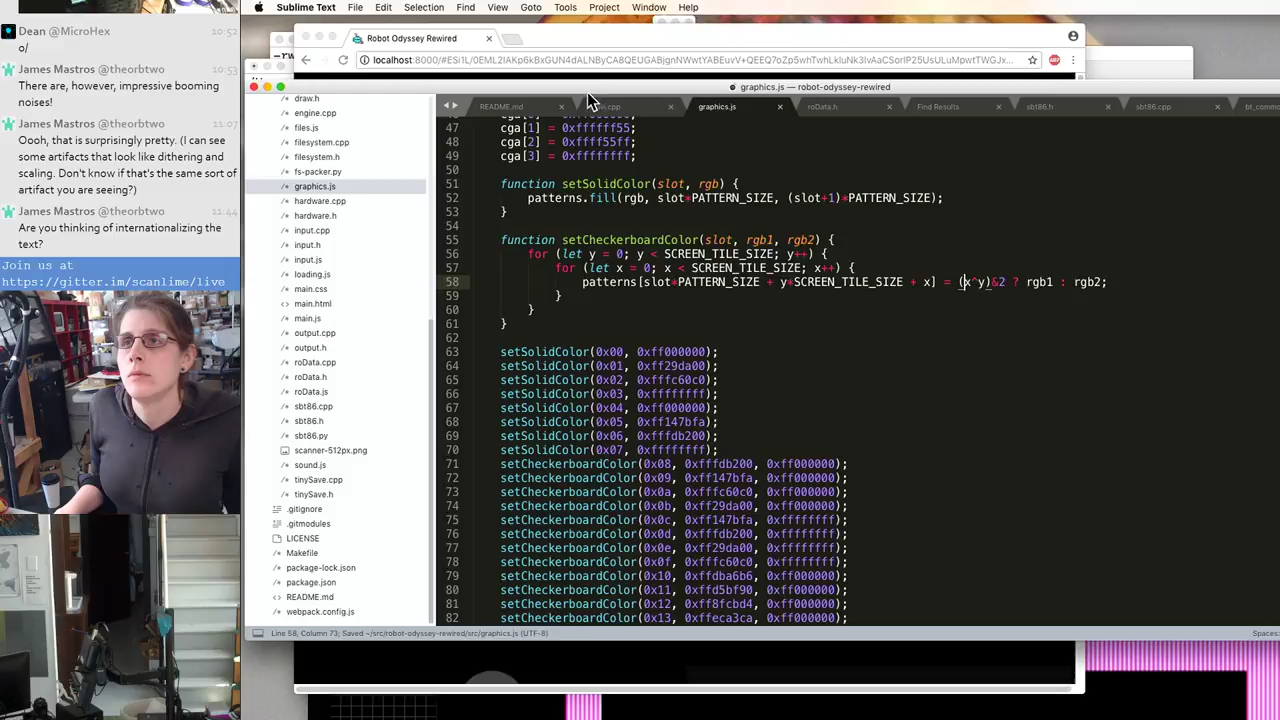 Dean @MicroHex 10:52
o/
James Mastros @theorbtwo 10:53
There are, however, impressive booming
noises!
James Mastros @theorbtwo 11:07
Oooh, that is surprisingly pretty. (I can see
some artifacts that look like dithering and
scaling. Don't know if that's the same sort of
artifact you are seeing?)
James Mastros @theorbtwo 11:44
Are you thinking of internationalizing the
text?
Join us at
https://gitter.im/scanlime/live
Sublime Text File Edit Selection Find View Goto Tools Project Window Help
Robot Odyssey Rewired
graphics.js — robot-odyssey-rewired
README.md
.cpp
graphics.js
roData.h
Find Results
sbt86.h
sbt86.cpp
bt_commo
draw.h
engine.cpp
files.js
filesystem.cpp
filesystem.h
fs-packer.py
graphics.js
hardware.cpp
hardware.h
input.cpp
input.h
input.js
loading.js
main.css
main.html
main.js
output.cpp
output.h
roData.cpp
roData.h
roData.js
sbt86.cpp
sbt86.h
sbt86.py
scanner-512px.png
sound.js
tinySave.cpp
tinySave.h
.gitignore
.gitmodules
LICENSE
Makefile
package-lock.json
package.json
README.md
webpack.config.js
47 cga[1] = 0xffffff55;
48 cga[2] = 0xffff55ff;
49 cga[3] = 0xffffffff;
50
51 function setSolidColor(slot, rgb) {
52 patterns.fill(rgb, slot*PATTERN_SIZE, (slot+1)*PATTERN_SIZE);
53 }
54
55 function setCheckerboardColor(slot, rgb1, rgb2) {
56 for (let y = 0; y < SCREEN_TILE_SIZE; y++) {
57 for (let x = 0; x < SCREEN_TILE_SIZE; x++) {
58 patterns[slot*PATTERN_SIZE + y*SCREEN_TILE_SIZE + x] = (x^y)&2 ? rgb1 : rgb2;
59 }
60 }
61 }
62
63 setSolidColor(0x00, 0xff000000);
64 setSolidColor(0x01, 0xff29da00);
65 setSolidColor(0x02, 0xfffc60c0);
66 setSolidColor(0x03, 0xffffffff);
67 setSolidColor(0x04, 0xff000000);
68 setSolidColor(0x05, 0xff147bfa);
69 setSolidColor(0x06, 0xfffdb200);
70 setSolidColor(0x07, 0xffffffff);
71 setCheckerboardColor(0x08, 0xfffdb200, 0xff000000);
72 setCheckerboardColor(0x09, 0xff147bfa, 0xff000000);
73 setCheckerboardColor(0x0a, 0xfffc60c0, 0xff000000);
74 setCheckerboardColor(0x0b, 0xff29da00, 0xff000000);
75 setCheckerboardColor(0x0c, 0xff147bfa, 0xffffffff);
76 setCheckerboardColor(0x0d, 0xfffdb200, 0xffffffff);
77 setCheckerboardColor(0x0e, 0xff29da00, 0xffffffff);
78 setCheckerboardColor(0x0f, 0xfffc60c0, 0xffffffff);
79 setCheckerboardColor(0x10, 0xffdba6b6, 0xff000000);
80 setCheckerboardColor(0x11, 0xffd5bf90, 0xff000000);
81 setCheckerboardColor(0x12, 0xff8fcbd4, 0xff000000);
82 setCheckerboardColor(0x13, 0xffeca3ca, 0xff000000);
Line 58, Column 73; Saved ~/src/robot-odyssey-rewired/src/graphics.js (UTF-8)
Spaces: